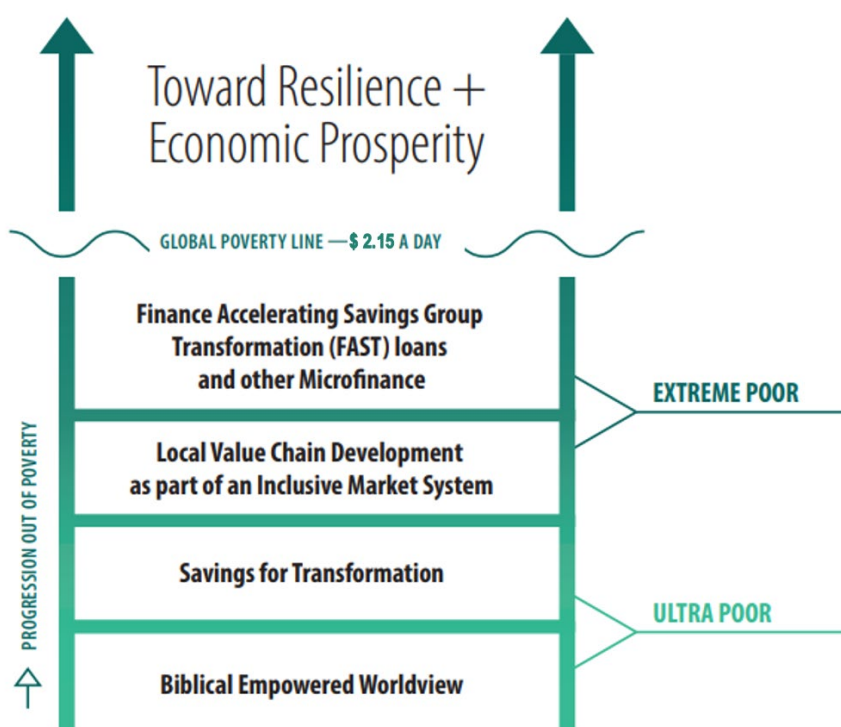 Toward Resilience +
Economic Prosperity
GLOBAL POVERTY LINE — $ 2.15 A DAY
Finance Accelerating Savings Group
Transformation (FAST) loans
and other Microfinance
EXTREME POOR
Local Value Chain Development
as part of an Inclusive Market System
Savings for Transformation
ULTRA POOR
Biblical Empowered Worldview
PROGRESSION OUT OF POVERTY